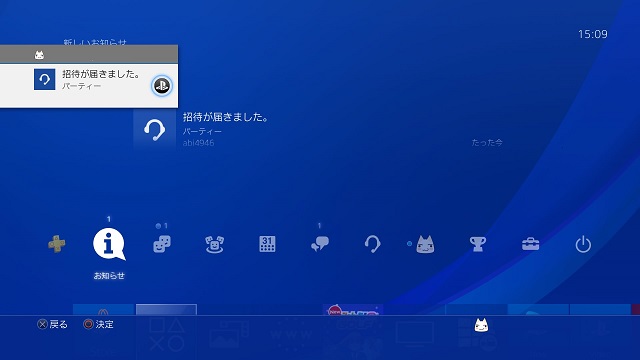 15:09
新しいお知らせ
招待が届きました。
パーティー
招待が届きました。
パーティー
abi4946
たった今
1
1
1
31
お知らせ
戻る
決定